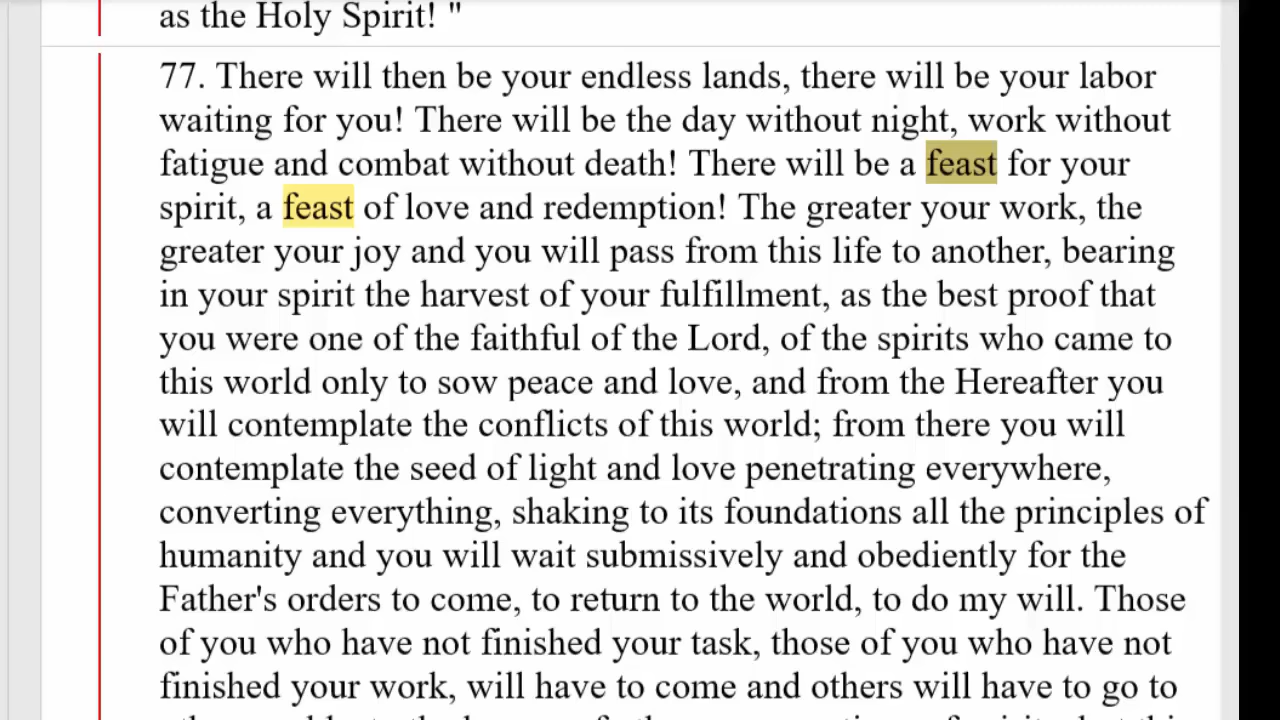 as the Holy Spirit! "
77. There will then be your endless lands, there will be your labor
waiting for you! There will be the day without night, work without
fatigue and combat without death! There will be a feast for your
spirit, a feast of love and redemption! The greater your work, the
greater your joy and you will pass from this life to another, bearing
in your spirit the harvest of your fulfillment, as the best proof that
you were one of the faithful of the Lord, of the spirits who came to
this world only to sow peace and love, and from the Hereafter you
will contemplate the conflicts of this world; from there you will
contemplate the seed of light and love penetrating everywhere,
converting everything, shaking to its foundations all the principles of
humanity and you will wait submissively and obediently for the
Father's orders to come, to return to the world, to do my will. Those
of you who have not finished your task, those of you who have not
finished your work, will have to come and others will have to go to